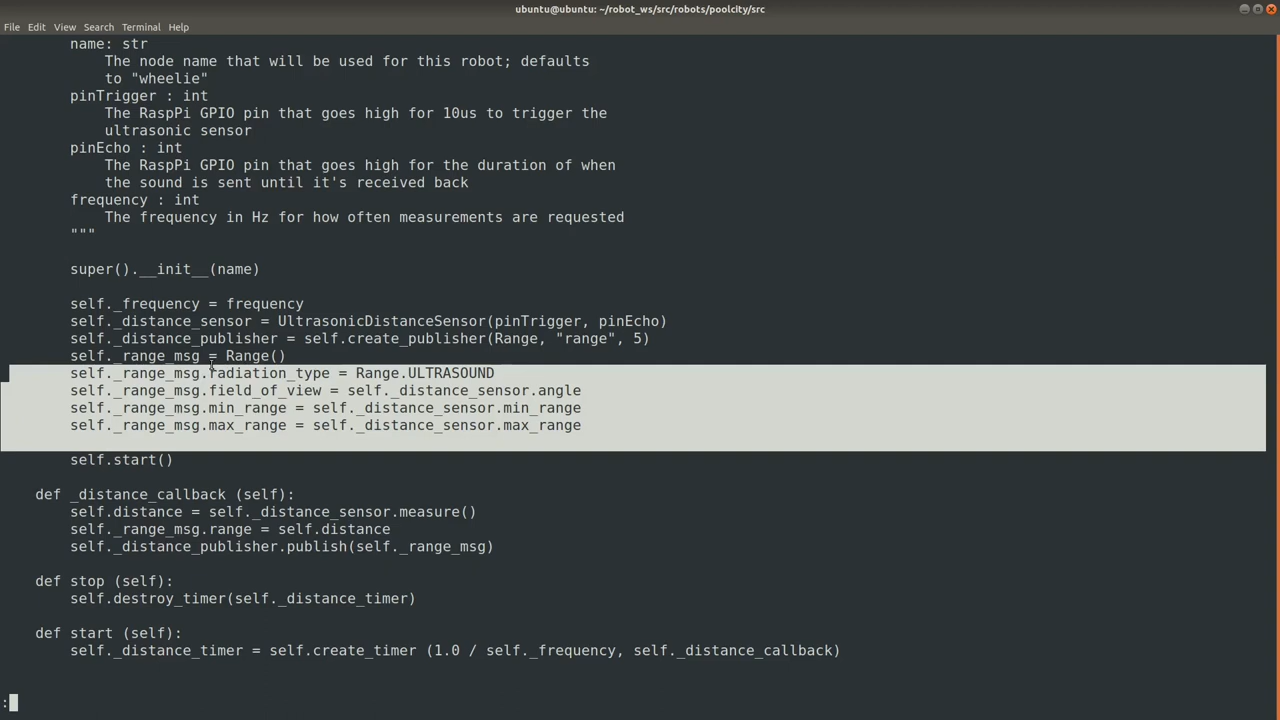 ubuntu@ubuntu: ~/robot_ws/src/robots/poolcity/src
File Edit View Search Terminal Help
name: str
The node name that will be used for this robot; defaults
to "wheelie"
pinTrigger : int
The RaspPi GPIO pin that goes high for 10us to trigger the
ultrasonic sensor
pinEcho : int
The RaspPi GPIO pin that goes high for the duration of when
the sound is sent until it's received back
frequency : int
The frequency in Hz for how often measurements are requested
"""
super().__init__(name)
self._frequency = frequency
self._distance_sensor = UltrasonicDistanceSensor(pinTrigger, pinEcho)
self._distance_publisher = self.create_publisher(Range, "range", 5)
self._range_msg = Range()
self._range_msg.radiation_type = Range.ULTRASOUND
self._range_msg.field_of_view = self._distance_sensor.angle
self._range_msg.min_range = self._distance_sensor.min_range
self._range_msg.max_range = self._distance_sensor.max_range
self.start()
def _distance_callback (self):
self.distance = self._distance_sensor.measure()
self._range_msg.range = self.distance
self._distance_publisher.publish(self._range_msg)
def stop (self):
self.destroy_timer(self._distance_timer)
def start (self):
self._distance_timer = self.create_timer (1.0 / self._frequency, self._distance_callback)
: